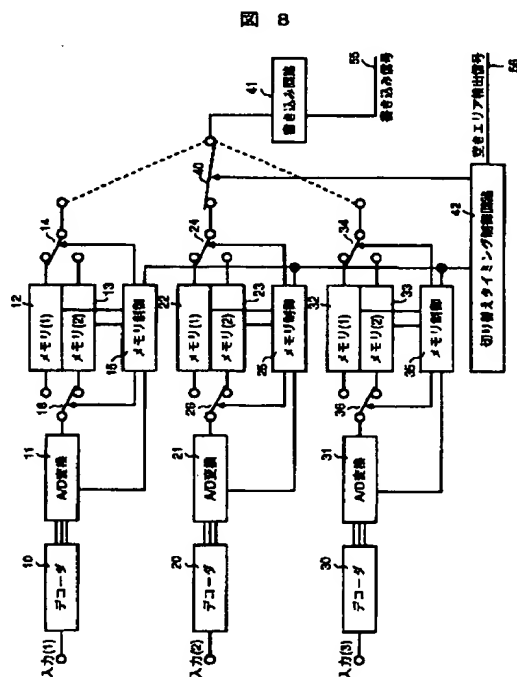 図 8
入力(1)
10
デコーダ
11
A/D変換
16
12
メモリ(1)
メモリ(2)
13
14
15
メモリ制御
入力(2)
20
デコーダ
21
A/D変換
26
22
メモリ(1)
メモリ(2)
23
24
25
メモリ制御
入力(3)
30
デコーダ
31
A/D変換
36
32
メモリ(1)
メモリ(2)
33
34
35
メモリ制御
40
41
書き込み回路
55
書き込み信号
42
切り替えタイミング制御回路
空きエリア検出信号
56